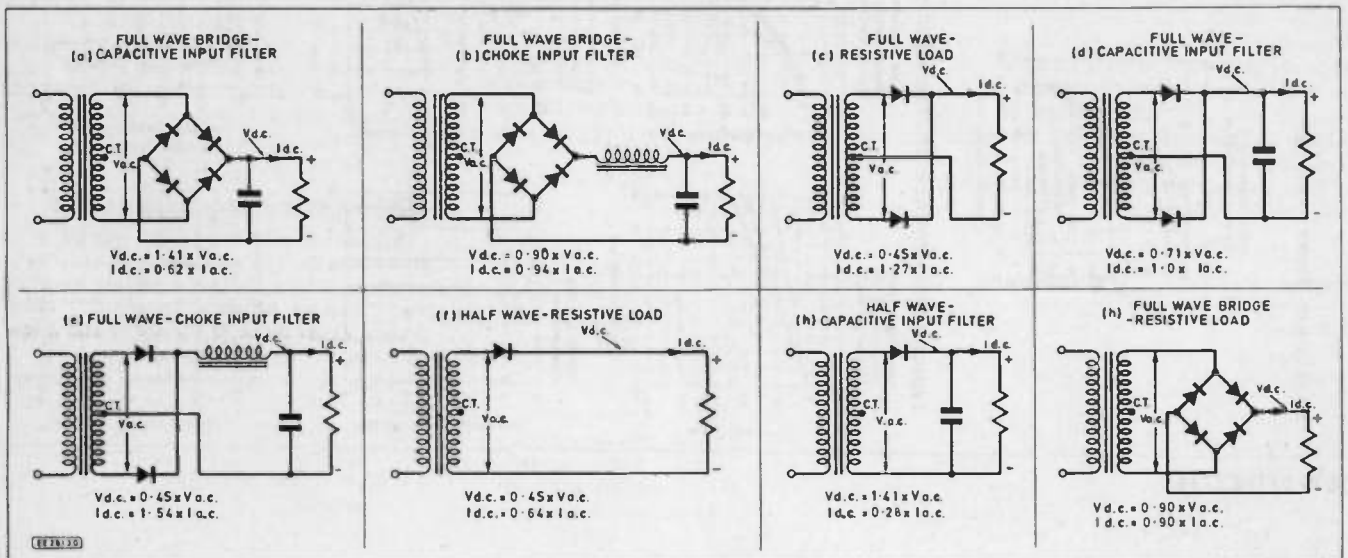 FULL WAVE BRIDGE-
(a) CAPACITIVE INPUT FILTER
Vd.c.
Id.c.
+
C.T.
Va.c.
-
Vd.c.= 1·41 x Va.c.
Id.c.= 0·62 x Ia.c.
FULL WAVE BRIDGE-
(b) CHOKE INPUT FILTER
Vd.c.
Id.c.
+
C.T.
Va.c.
-
Vd.c.= 0·90 x Va.c.
Id.c.= 0·94 x Ia.c.
FULL WAVE-
(c) RESISTIVE LOAD
Vd.c.
Id.c.
+
C.T.
Va.c.
-
Vd.c.= 0·45 x Va.c.
Id.c.= 1·27 x Ia.c.
FULL WAVE-
(d) CAPACITIVE INPUT FILTER
Vd.c.
Id.c.
+
C.T.
Va.c.
-
Vd.c.= 0·71 x Va.c.
Id.c.= 1·0 x Ia.c.
(e) FULL WAVE-CHOKE INPUT FILTER
Vd.c.
Id.c.
+
C.T.
Va.c.
-
Vd.c.= 0·45 x Va.c.
Id.c.= 1·54 x Ia.c.
(f) HALF WAVE-RESISTIVE LOAD
Vd.c.
Id.c.
+
C.T.
Va.c.
-
Vd.c.= 0·45 x Va.c.
Id.c.= 0·64 x Ia.c.
HALF WAVE-
(h) CAPACITIVE INPUT FILTER
Vd.c.
Id.c.
+
C.T.
V.a.c.
-
Vd.c.= 1·41 x Va.c.
Id.c.= 0·28 x Ia.c.
FULL WAVE BRIDGE
(h) -RESISTIVE LOAD
Vd.c.
Id.c.
+
C.T.
Va.c.
-
Vd.c.= 0·90 x Va.c.
Id.c.= 0·90 x Ia.c.